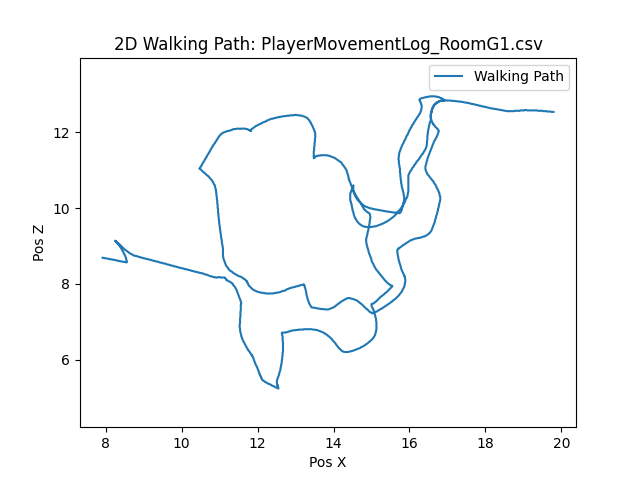 2D Walking Path: PlayerMovementLog_RoomG1.csv
Walking Path
Pos Z
12
10
8
6
8 10 12 14 16 18 20
Pos X